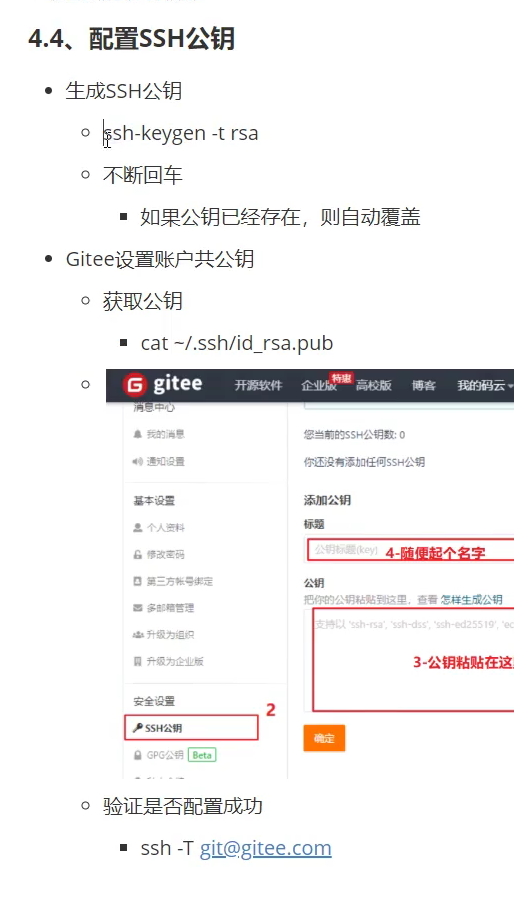 4.4、配置SSH公钥
生成SSH公钥
ssh-keygen -t rsa
不断回车
如果公钥已经存在，则自动覆盖
Gitee设置账户共公钥
获取公钥
cat ~/.ssh/id_rsa.pub
gitee 开源软件 企业版 特惠 高校版 博客 我的码云
消息中心
我的消息
通知设置
基本设置
个人资料
修改密码
第三方帐号绑定
多邮箱管理
升级为组织
升级为企业版
安全设置
2
SSH公钥
GPG公钥 Beta
您当前的SSH公钥数: 0
你还没有添加任何SSH公钥
添加公钥
标题
公钥标题(key) 4-随便起个名字
公钥
把你的公钥粘贴到这里，查看 怎样生成公钥
支持以 'ssh-rsa', 'ssh-dss', 'ssh-ed25519', 'ec
3-公钥粘贴在这
确定
验证是否配置成功
ssh -T git@gitee.com